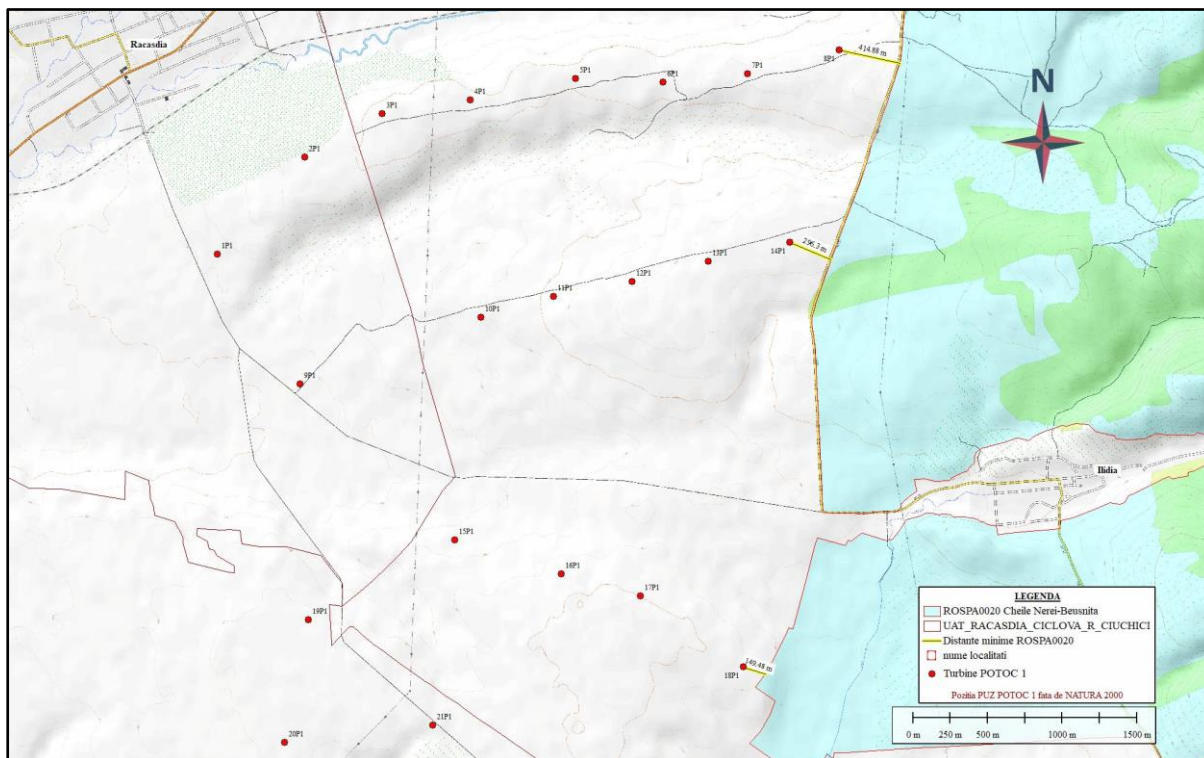 Racasdia
8P1
414.88 m
7P1
5P1
6P1
4P1
3P1
N
2P1
1P1
296.3 m
14P1
13P1
12P1
11P1
10P1
9P1
Ilidia
15P1
16P1
17P1
19P1
149.48 m
18P1
21P1
20P1
LEGENDA
ROSPA0020 Cheile Nerei-Beusnita
UAT_RACASDIA_CICLOVA_R_CIUCHICI
Distante minime ROSPA0020
nume localitati
Turbine POTOC 1
Pozitia PUZ POTOC 1 fata de NATURA 2000
0 m 250 m 500 m 1000 m 1500 m